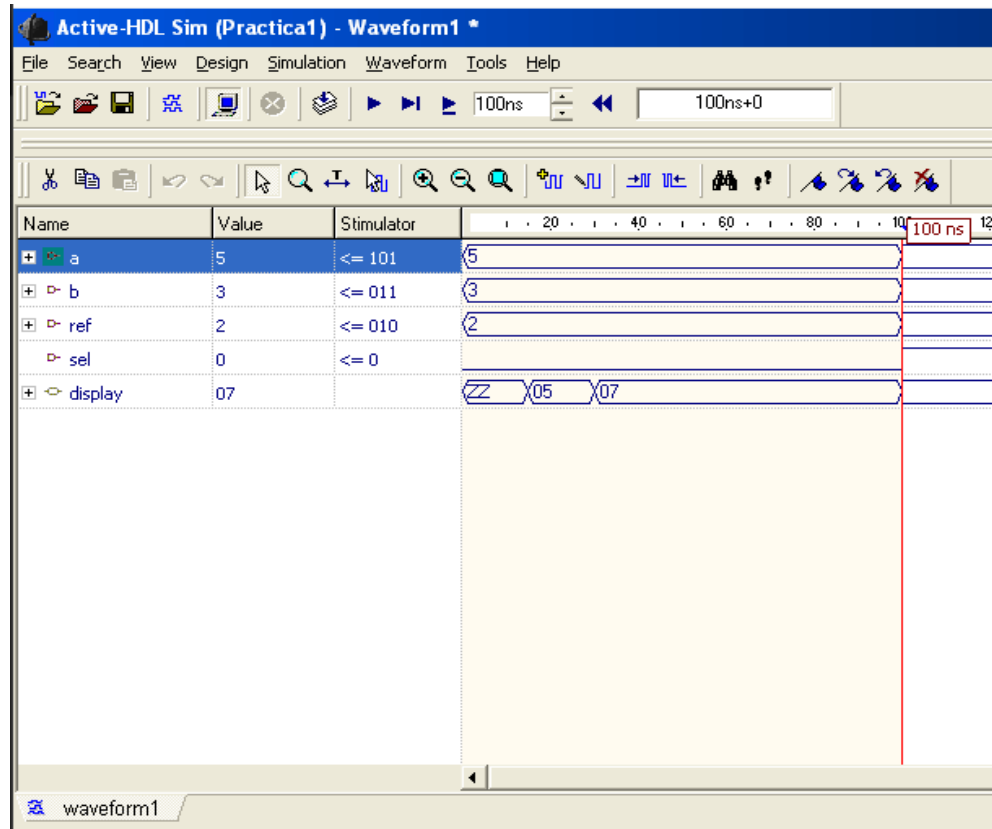 Active-HDL Sim (Practica1) - Waveform1 *
File Search View Design Simulation Waveform Tools Help
100ns 100ns+0
Name Value Stimulator 20 40 60 80 100 ns 12
a 5 <= 101 5
b 3 <= 011 3
ref 2 <= 010 2
sel 0 <= 0
display 07 ZZ 05 07
waveform1